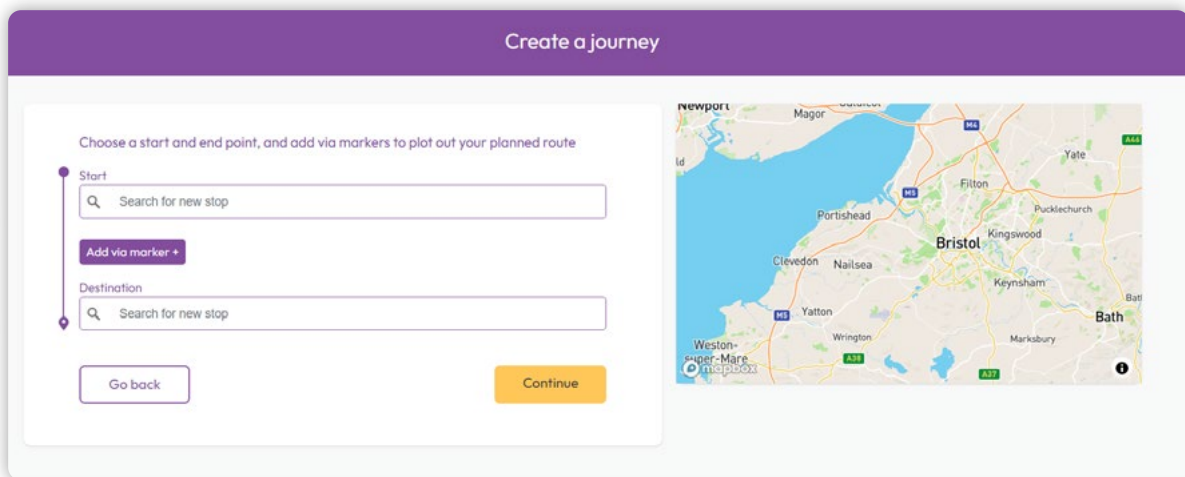 Create a journey
Choose a start and end point, and add via markers to plot out your planned route
Start
Search for new stop
Add via marker +
Destination
Search for new stop
Go back
Continue
Newport
Magor
M4
A46
Yate
ld
Filton
M5
Pucklechurch
Portishead
Kingswood
Bristol
Clevedon
Nailsea
Keynsham
Bat
M5
Yatton
Bath
Wrington
Marksbury
Weston-
super-Mare
A38
mapbox
A37